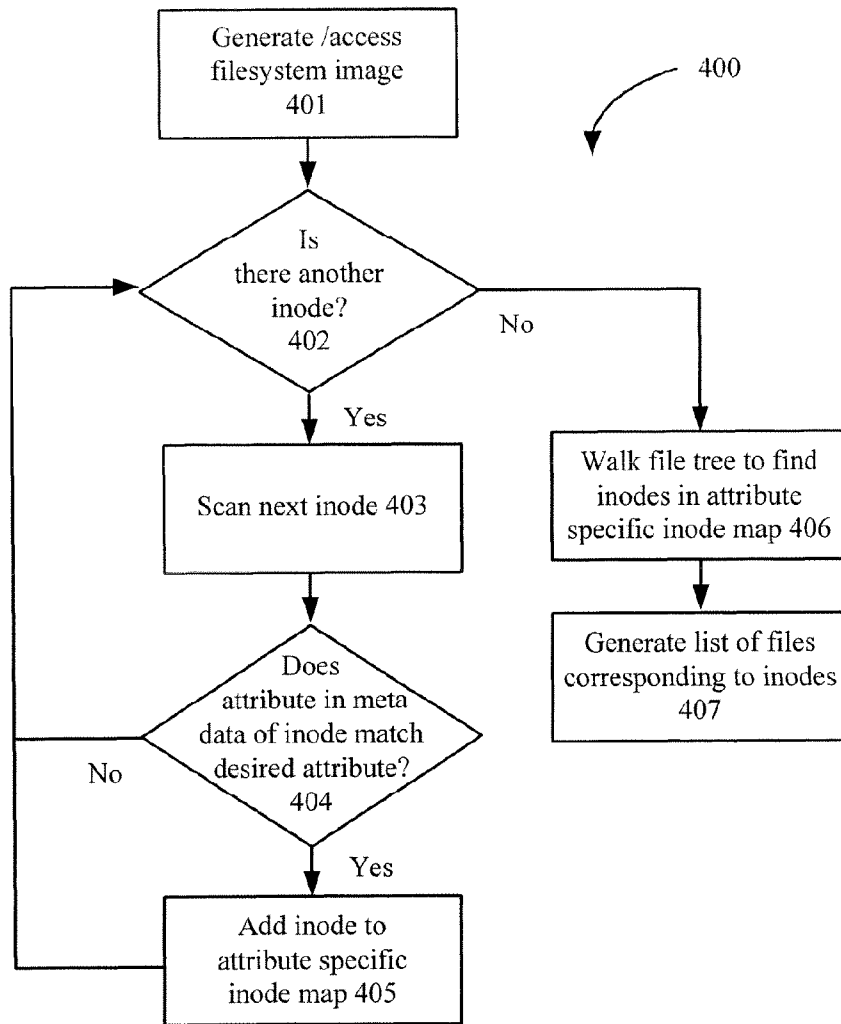 Generate /access
filesystem image
401
400
Is
there another
inode?
402
No
Yes
Scan next inode 403
Walk file tree to find
inodes in attribute
specific inode map 406
Does
attribute in meta
data of inode match
desired attribute?
404
Generate list of files
corresponding to inodes
407
No
Yes
Add inode to
attribute specific
inode map 405